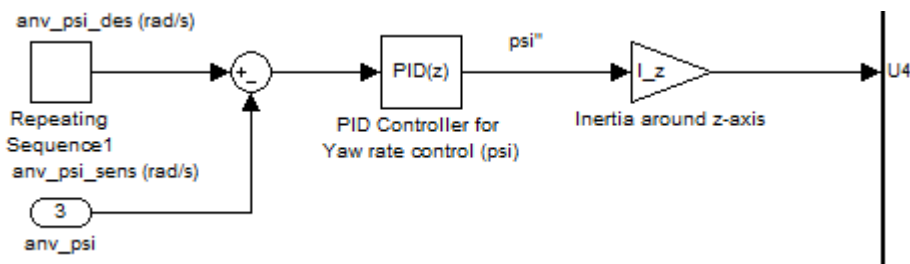 anv_psi_des (rad/s)
+
-
PID(z)
psi"
I_z
U4
Repeating
Sequence1
PID Controller for
Yaw rate control (psi)
Inertia around z-axis
anv_psi_sens (rad/s)
3
anv_psi